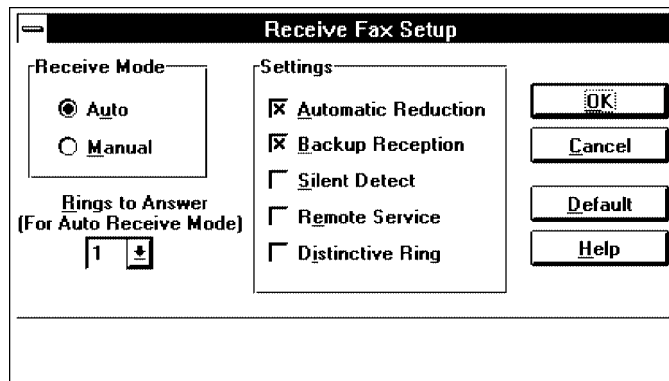 Receive Fax Setup
Receive Mode
Auto
Manual
Rings to Answer
(For Auto Receive Mode)
1
Settings
Automatic Reduction
Backup Reception
Silent Detect
Remote Service
Distinctive Ring
OK
Cancel
Default
Help